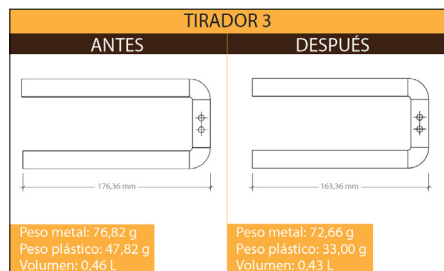 TIRADOR 3
ANTES
DESPUÉS
176,36 mm
163,36 mm
Peso metal: 76,82 g
Peso plástico: 47,82 g
Volumen: 0,46 L
Peso metal: 72,66 g
Peso plástico: 33,00 g
Volumen: 0,43 L